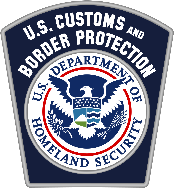 U.S. CUSTOMS AND
BORDER PROTECTION
U.S. DEPARTMENT OF
HOMELAND SECURITY